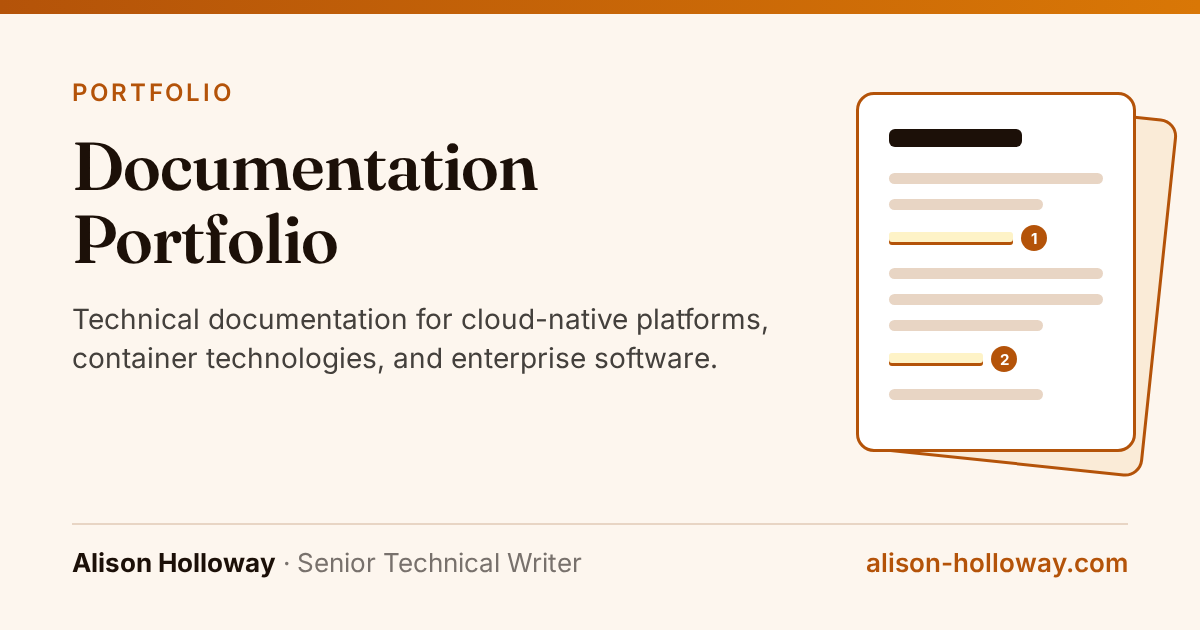 PORTFOLIO
Documentation
Portfolio
Technical documentation for cloud-native platforms,
container technologies, and enterprise software.
1
2
Alison Holloway · Senior Technical Writer
alison-holloway.com